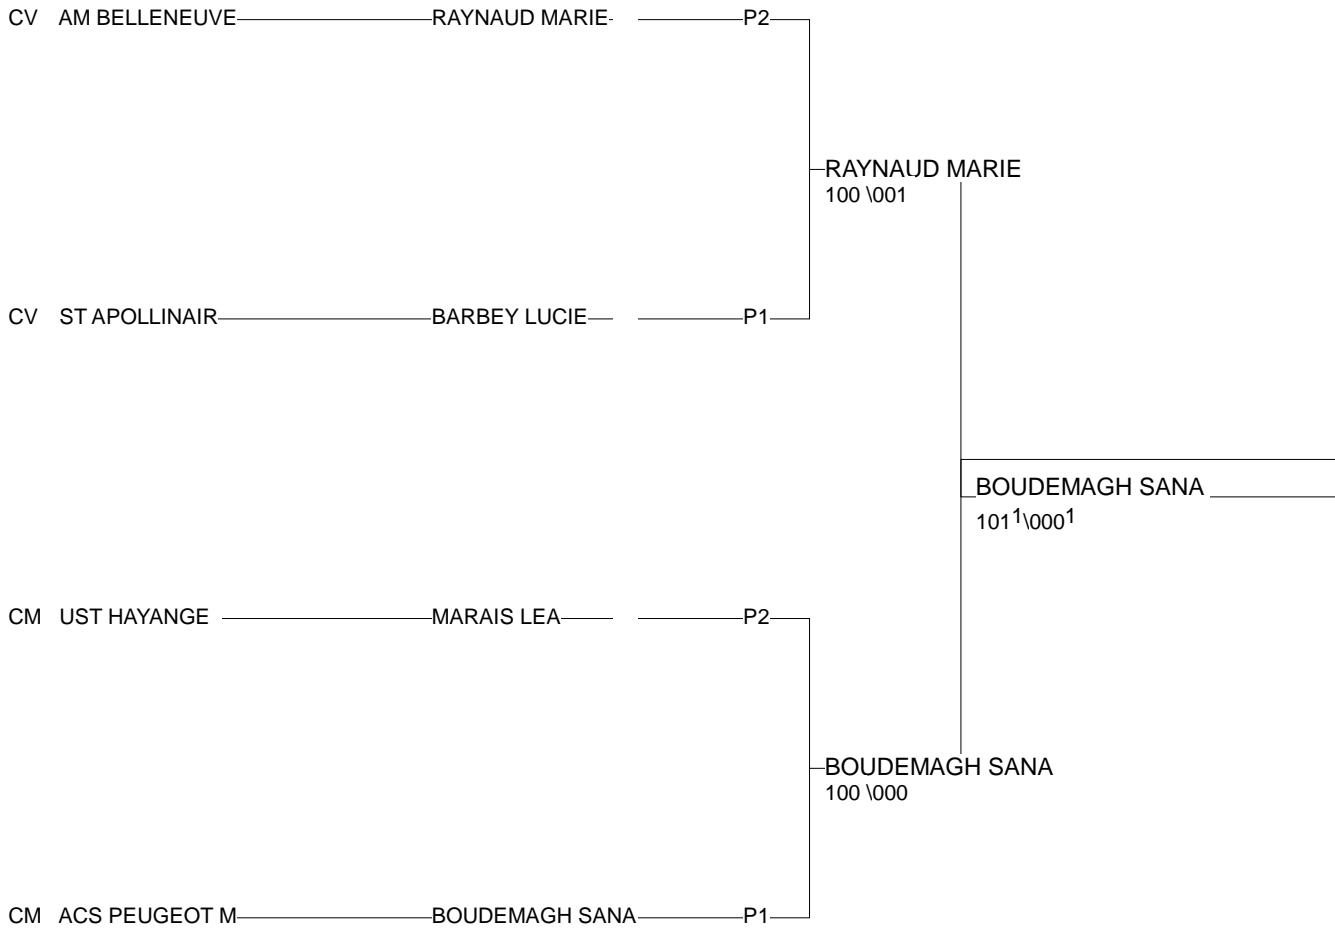 CV AM BELLENEUVE RAYNAUD MARIE P2
RAYNAUD MARIE
100 \001
CV ST APOLLINAIR BARBEY LUCIE P1
BOUDEMAGH SANA
101¹\000¹
CM UST HAYANGE MARAIS LEA P2
BOUDEMAGH SANA
100 \000
CM ACS PEUGEOT M BOUDEMAGH SANA P1